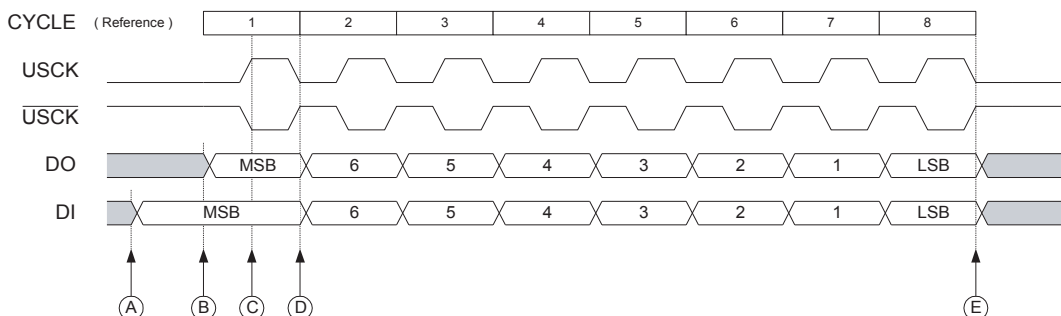 CYCLE ( Reference ) 1 2 3 4 5 6 7 8
USCK
USCK
DO MSB 6 5 4 3 2 1 LSB
DI MSB 6 5 4 3 2 1 LSB
A B C D E